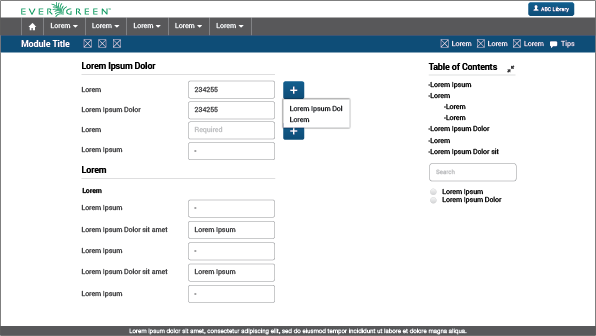 EVERGREEN
ABC Library
Lorem Lorem Lorem Lorem Lorem
Module Title
Lorem Lorem Lorem Tips
Lorem Ipsum Dolor
Lorem 234255 +
Lorem Ipsum Dolor 234255
Lorem Ipsum Dol
Lorem
Lorem Required +
Lorem Ipsum -
Lorem
Lorem
Lorem Ipsum -
Lorem Ipsum Dolor sit amet Lorem Ipsum
Lorem Ipsum -
Lorem Ipsum Dolor sit amet Lorem Ipsum
Lorem Ipsum -
Table of Contents
-Lorem Ipsum
-Lorem
-Lorem
-Lorem
-Lorem Ipsum Dolor
-Lorem
-Lorem Ipsum Dolor sit
Search
Lorem Ipsum
Lorem Ipsum Dolor
Lorem ipsum dolor sit amet, consectetur adipiscing elit, sed do eiusmod tempor incididunt ut labore et dolore magna aliqua.